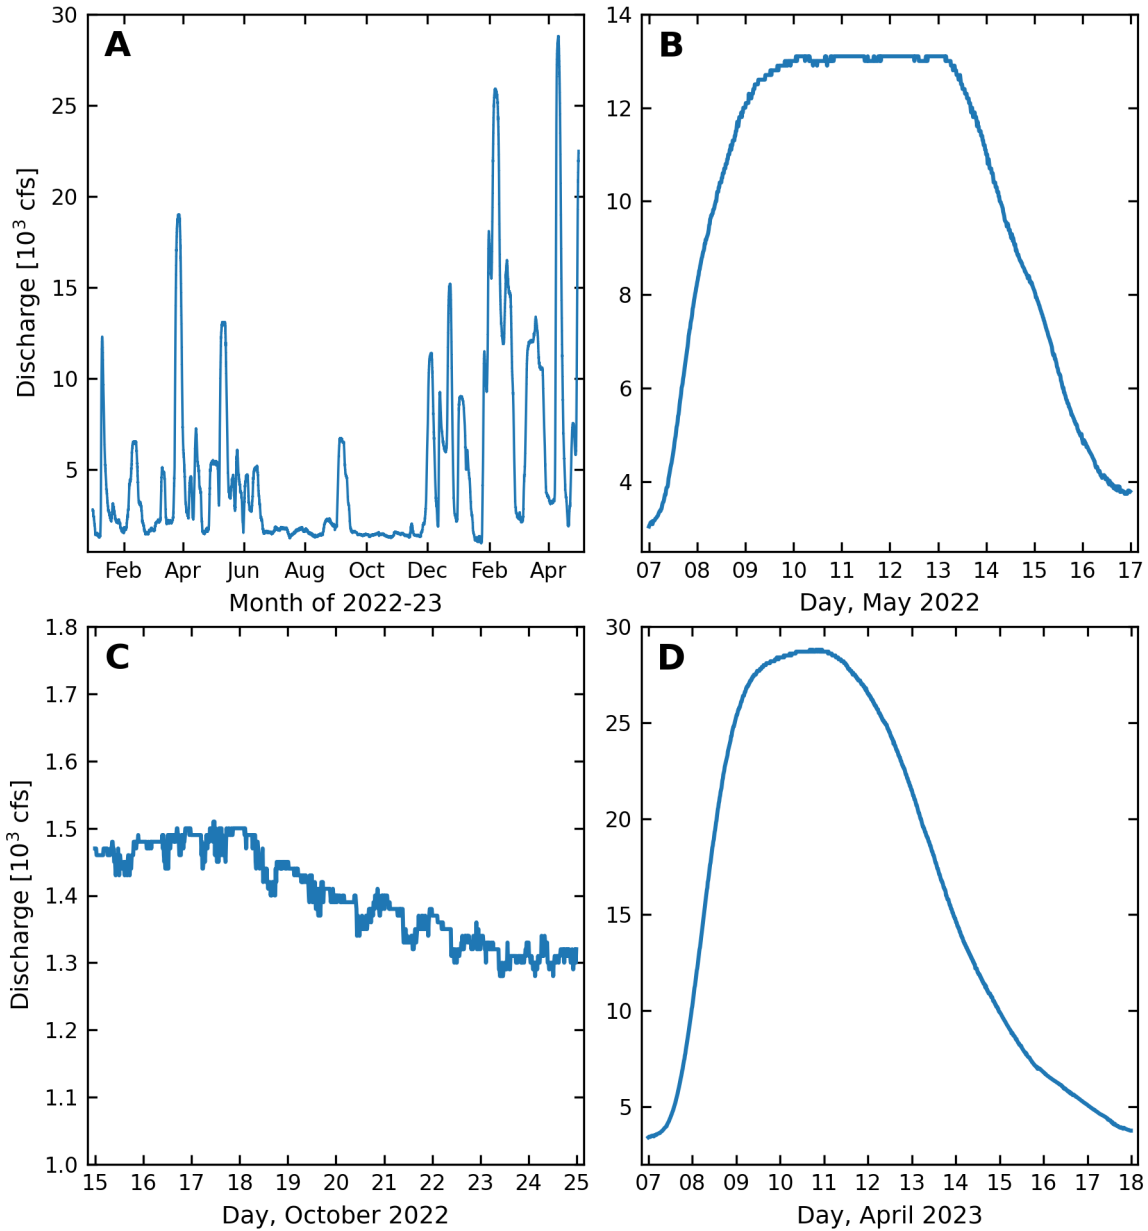 A
30
25
20
15
10
5
Discharge [10³ cfs]
Feb Apr Jun Aug Oct Dec Feb Apr
Month of 2022-23
B
14
12
10
8
6
4
07 08 09 10 11 12 13 14 15 16 17
Day, May 2022
C
1.8
1.7
1.6
1.5
1.4
1.3
1.2
1.1
1.0
Discharge [10³ cfs]
15 16 17 18 19 20 21 22 23 24 25
Day, October 2022
D
30
25
20
15
10
5
07 08 09 10 11 12 13 14 15 16 17 18
Day, April 2023